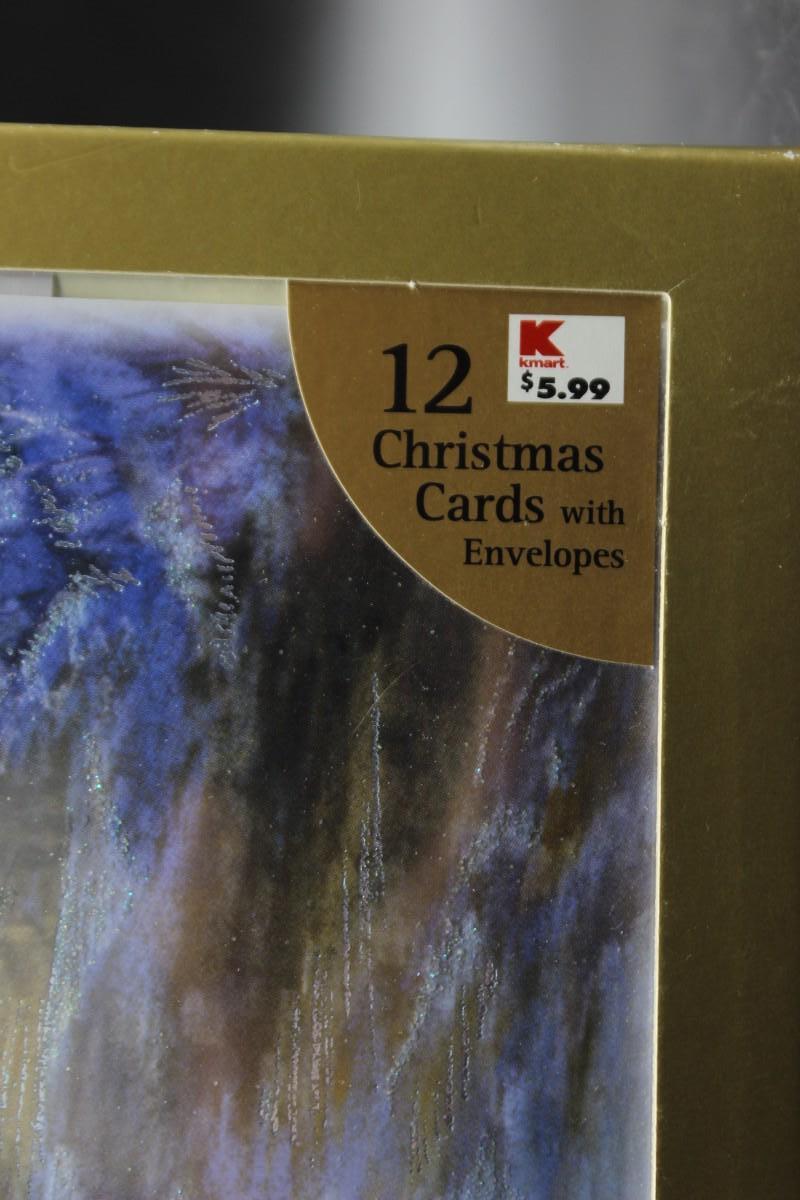 12
K
kmart.
$5.99
Christmas
Cards with
Envelopes